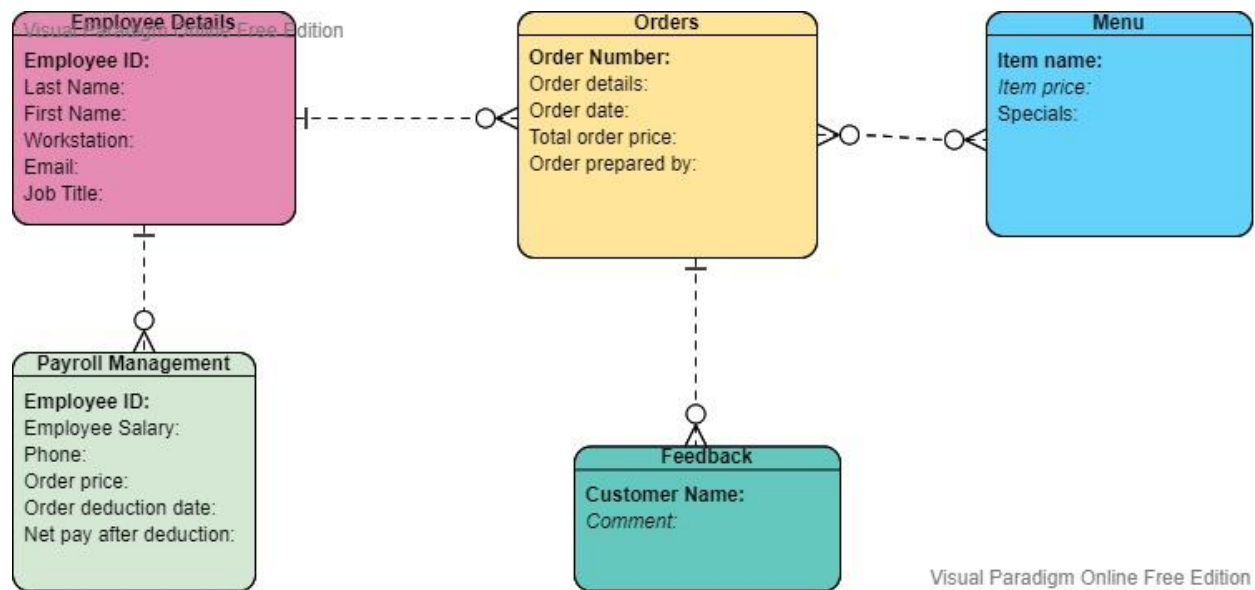 Employee Details
Visual Paradigm Online Free Edition
Employee ID:
Last Name:
First Name:
Workstation:
Email:
Job Title:
Orders
Order Number:
Order details:
Order date:
Total order price:
Order prepared by:
Menu
Item name:
Item price:
Specials:
Payroll Management
Employee ID:
Employee Salary:
Phone:
Order price:
Order deduction date:
Net pay after deduction:
Feedback
Customer Name:
Comment:
Visual Paradigm Online Free Edition